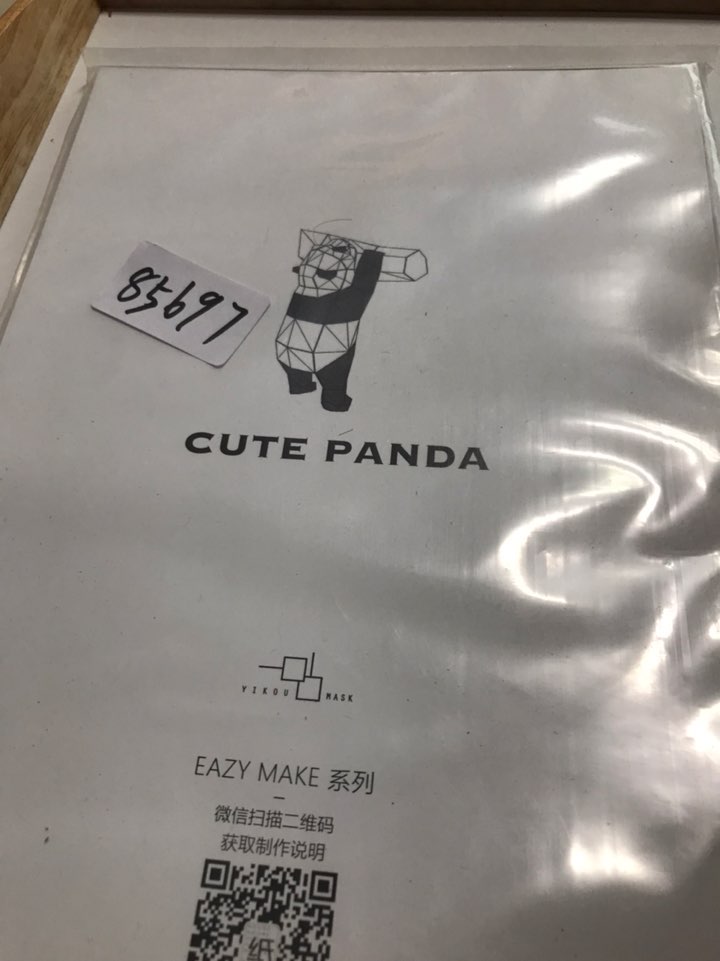 85697
CUTE PANDA
YIKOU MASK
EAZY MAKE 系列
微信扫描二维码
获取制作说明
纸